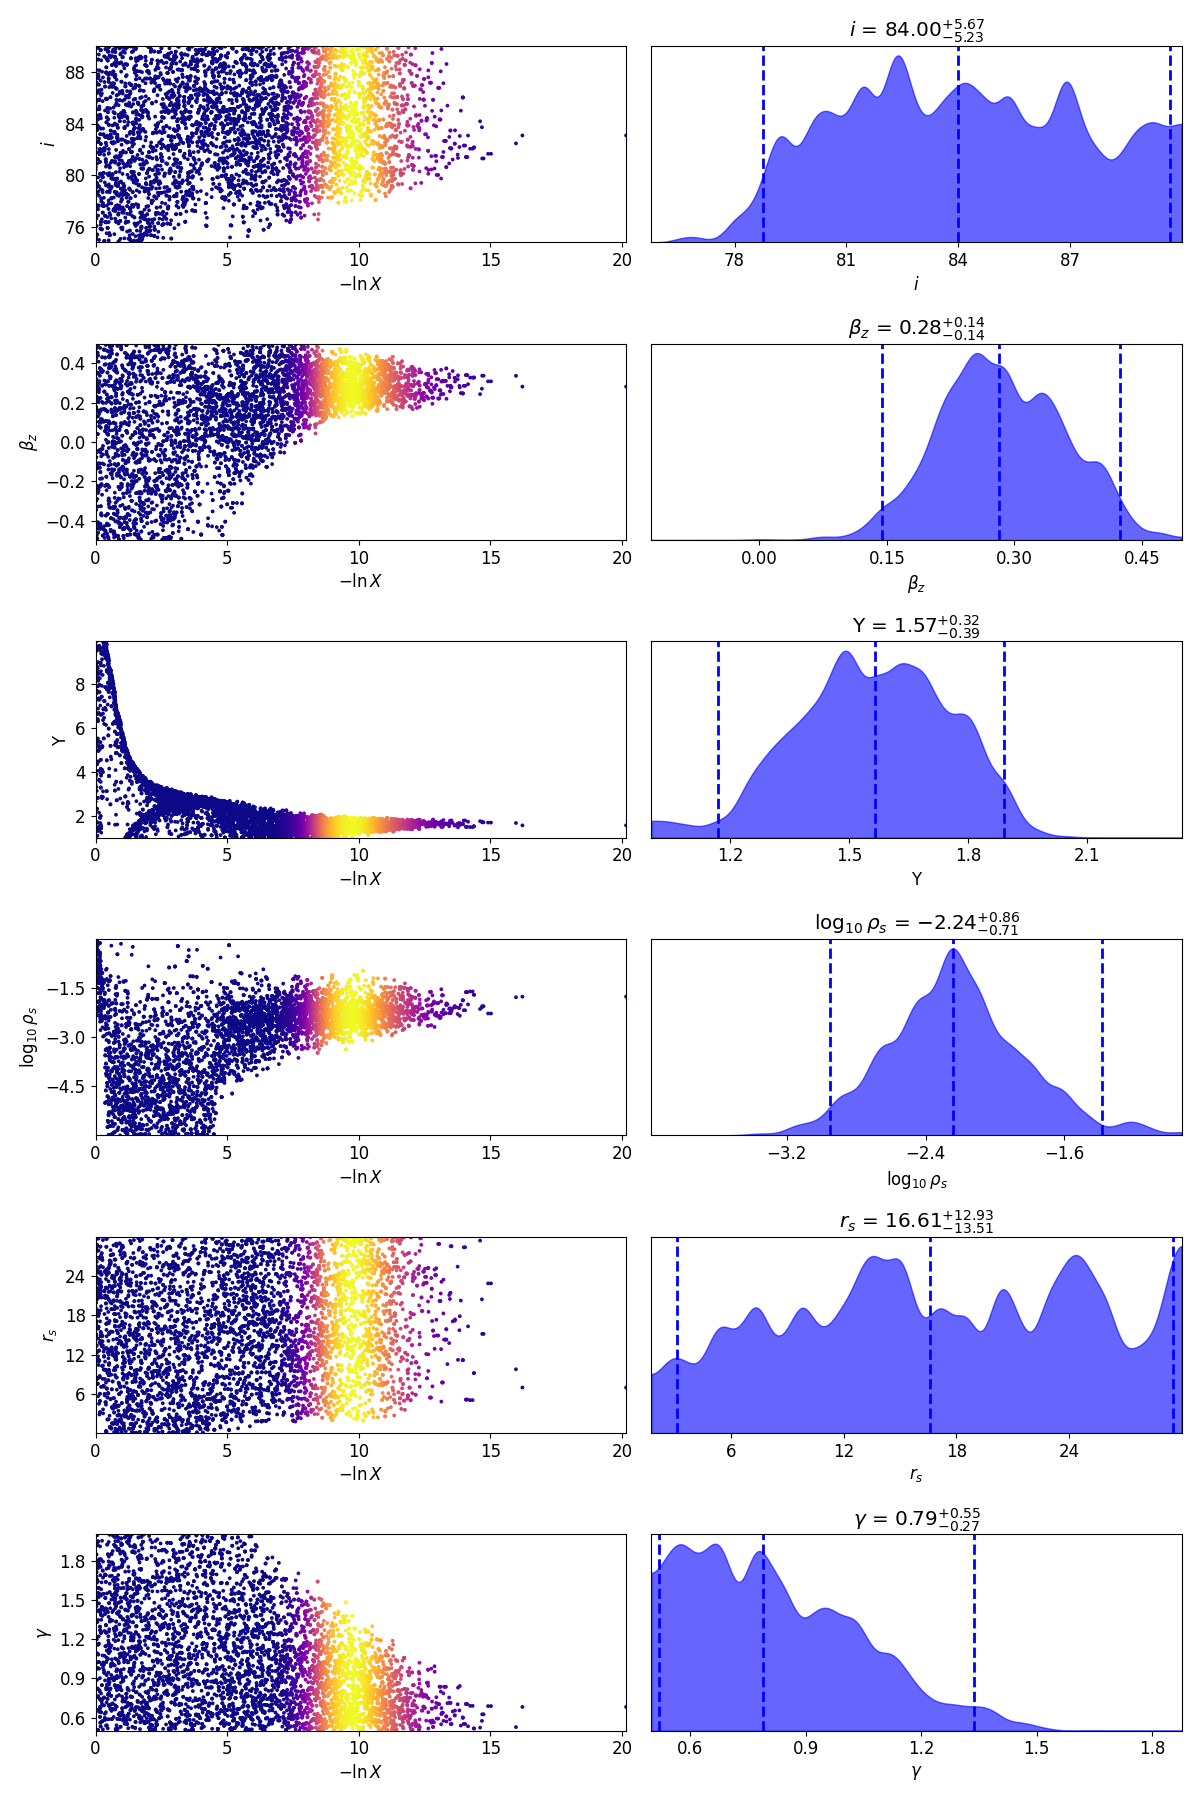 i = 84.00 +5.67 −5.23
88
84
80
76
i
0 5 10 15 20
−ln X
78 81 84 87
i
β_z = 0.28 +0.14 −0.14
0.4
0.2
0.0
−0.2
−0.4
β_z
0 5 10 15 20
−ln X
0.00 0.15 0.30 0.45
β_z
Y = 1.57 +0.32 −0.39
8
6
4
2
Y
0 5 10 15 20
−ln X
1.2 1.5 1.8 2.1
Y
log₁₀ ρ_s = −2.24 +0.86 −0.71
−1.5
−3.0
−4.5
log₁₀ ρ_s
0 5 10 15 20
−ln X
−3.2 −2.4 −1.6
log₁₀ ρ_s
r_s = 16.61 +12.93 −13.51
24
18
12
6
r_s
0 5 10 15 20
−ln X
6 12 18 24
r_s
γ = 0.79 +0.55 −0.27
1.8
1.5
1.2
0.9
0.6
γ
0 5 10 15 20
−ln X
0.6 0.9 1.2 1.5 1.8
γ